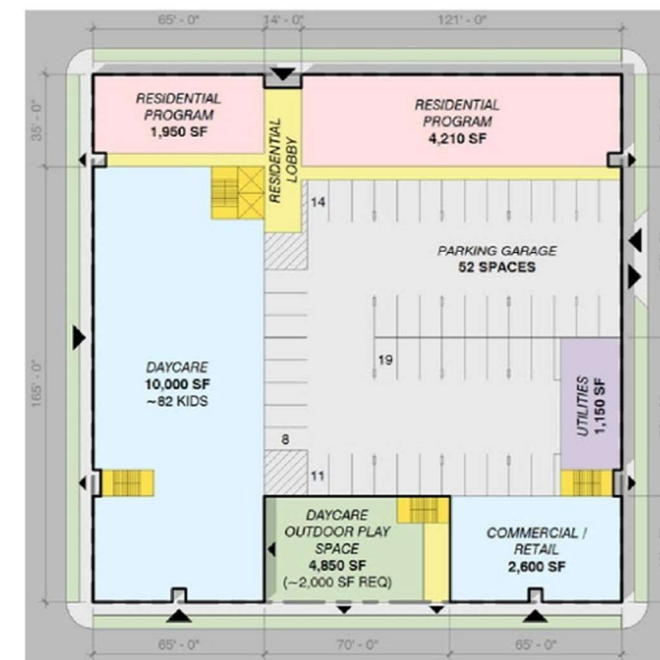 65' - 0"
14' - 0"
121' - 0"
35' - 0"
RESIDENTIAL
PROGRAM
1,950 SF
RESIDENTIAL
LOBBY
RESIDENTIAL
PROGRAM
4,210 SF
14
PARKING GARAGE
52 SPACES
165' - 0"
DAYCARE
10,000 SF
~82 KIDS
19
UTILITIES
1,150 SF
8
11
DAYCARE
OUTDOOR PLAY
SPACE
4,850 SF
(~2,000 SF REQ)
COMMERCIAL /
RETAIL
2,600 SF
65' - 0"
70' - 0"
65' - 0"